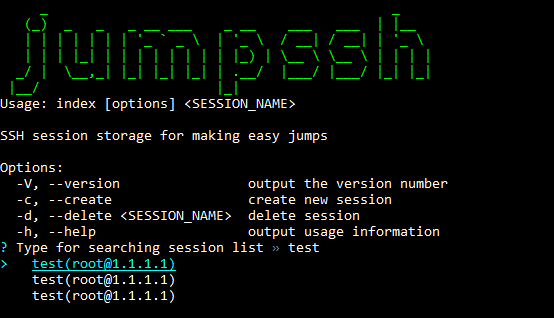 jumpssh
Usage: index [options] <SESSION_NAME>
SSH session storage for making easy jumps
Options:
-V, --version output the version number
-c, --create create new session
-d, --delete <SESSION_NAME> delete session
-h, --help output usage information
? Type for searching session list » test
> test(root@1.1.1.1)
test(root@1.1.1.1)
test(root@1.1.1.1)